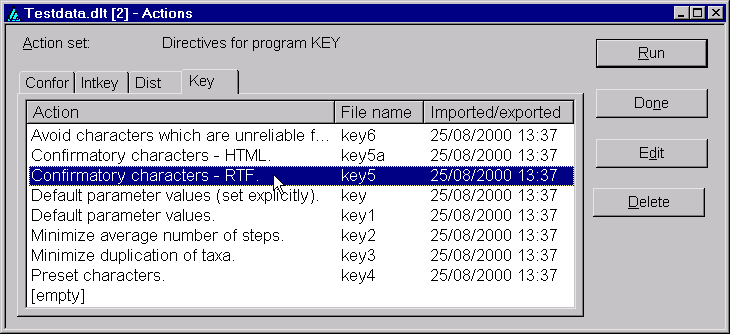 Testdata.dlt [2] - Actions
Action set: Directives for program KEY
Run
Confor Intkey Dist Key
Action File name Imported/exported
Done
Avoid characters which are unreliable f... key6 25/08/2000 13:37
Confirmatory characters - HTML. key5a 25/08/2000 13:37
Edit
Confirmatory characters - RTF. key5 25/08/2000 13:37
Default parameter values (set explicitly). key 25/08/2000 13:37
Delete
Default parameter values. key1 25/08/2000 13:37
Minimize average number of steps. key2 25/08/2000 13:37
Minimize duplication of taxa. key3 25/08/2000 13:37
Preset characters. key4 25/08/2000 13:37
[empty]